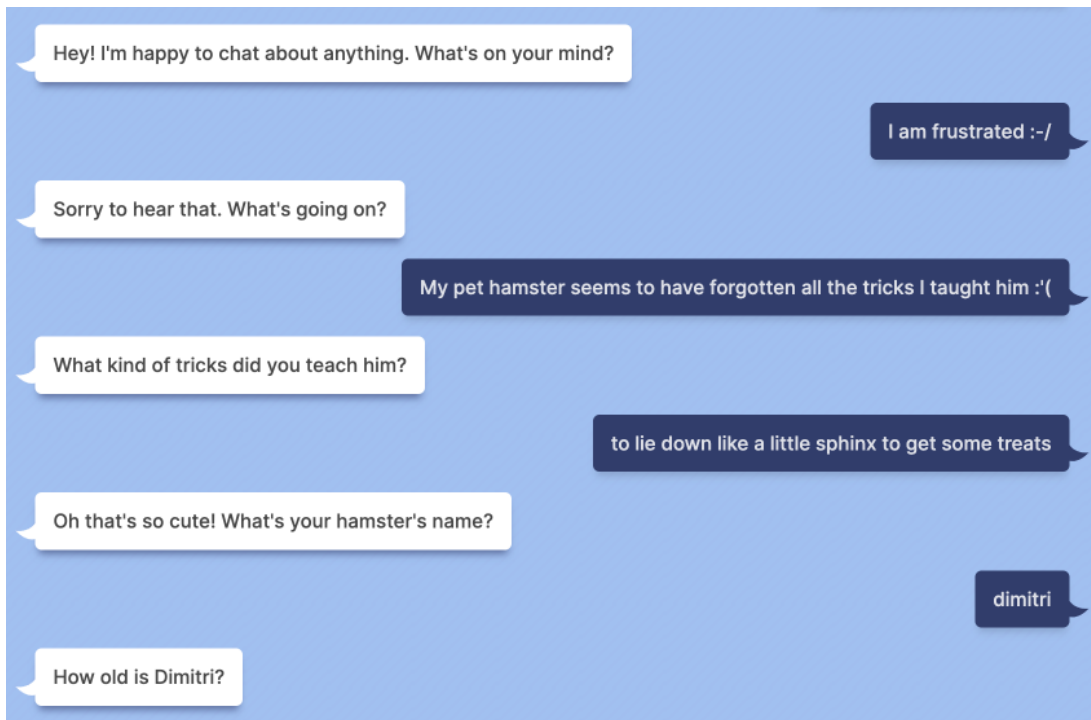 Hey! I'm happy to chat about anything. What's on your mind?
I am frustrated :-/
Sorry to hear that. What's going on?
My pet hamster seems to have forgotten all the tricks I taught him :'(
What kind of tricks did you teach him?
to lie down like a little sphinx to get some treats
Oh that's so cute! What's your hamster's name?
dimitri
How old is Dimitri?